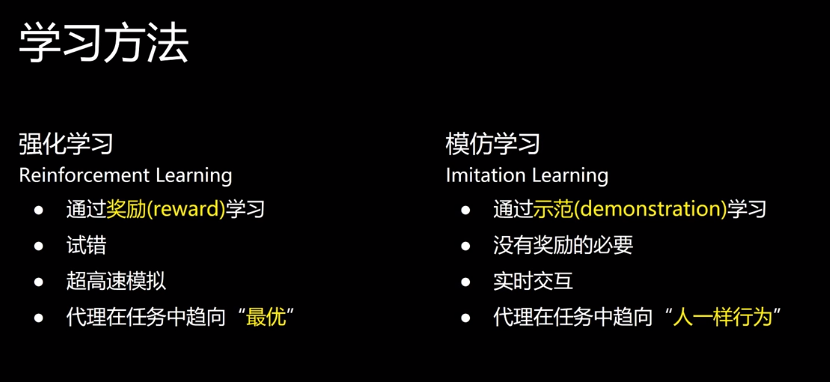 学习方法
强化学习
Reinforcement Learning
● 通过奖励(reward)学习
● 试错
● 超高速模拟
● 代理在任务中趋向“最优”
模仿学习
Imitation Learning
● 通过示范(demonstration)学习
● 没有奖励的必要
● 实时交互
● 代理在任务中趋向“人一样行为”